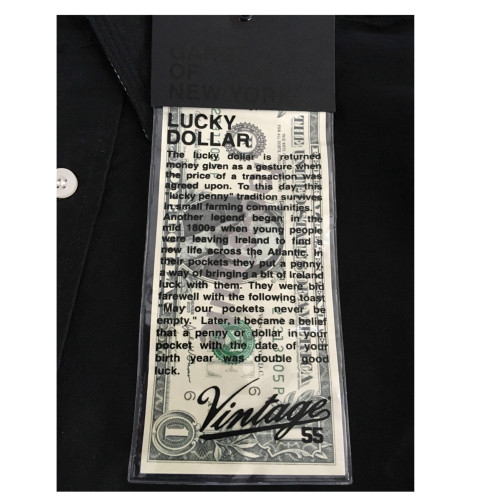 OF
NEW YOR
LUCKY
DOLLAR
The lucky dollar is returned
money given as a gesture when
the price of a transaction was
agreed upon. To this day this
"lucky penny" tradition survives
in small farming communities.
Another legend began in the
mid 1800s when young people
were leaving Ireland to find a
new life across the Atlantic. In
their pockets they put a penny,
a way of bringing a bit of Ireland
luck with them. They were bid
farewell with the following toast
"May our pockets never be
empty." Later, it became a belief
that a penny or dollar in your
pocket with the date of your
birth year was double good
luck.
Vintage
55
1